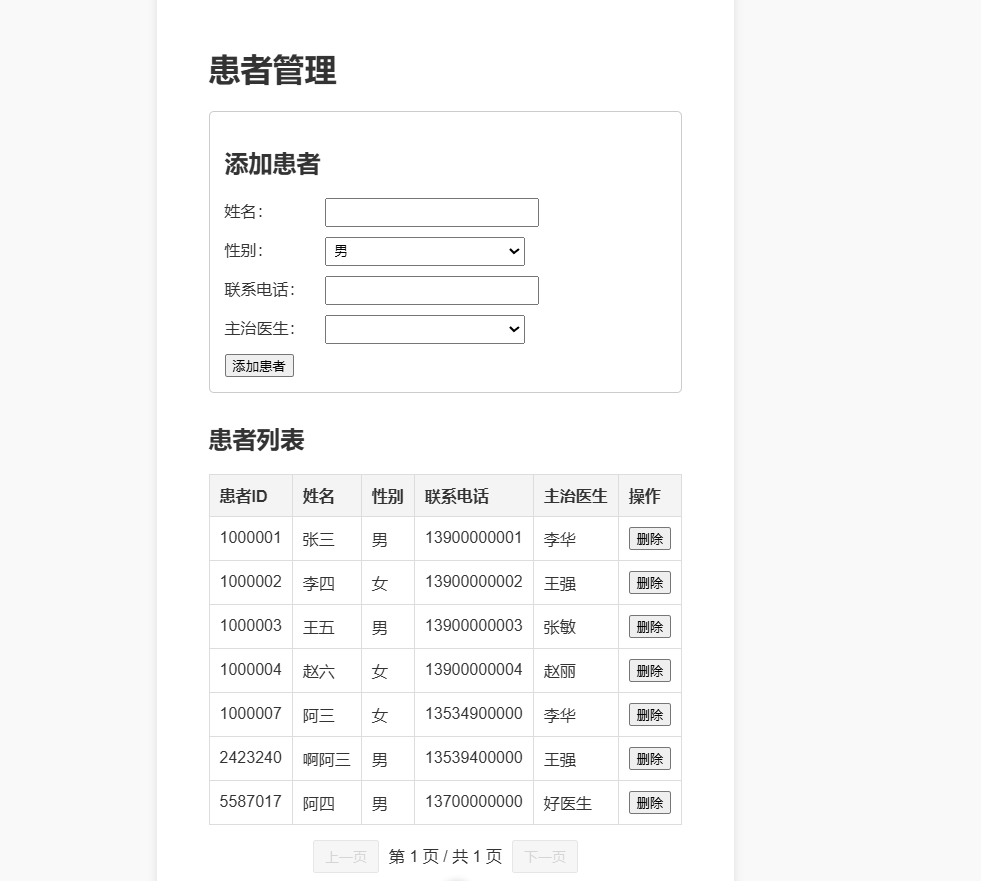 患者管理
添加患者
姓名：
性别： 男
联系电话：
主治医生：
添加患者
患者列表
患者ID 姓名 性别 联系电话 主治医生 操作
1000001 张三 男 13900000001 李华 删除
1000002 李四 女 13900000002 王强 删除
1000003 王五 男 13900000003 张敏 删除
1000004 赵六 女 13900000004 赵丽 删除
1000007 阿三 女 13534900000 李华 删除
2423240 啊阿三 男 13539400000 王强 删除
5587017 阿四 男 13700000000 好医生 删除
上一页 第 1 页 / 共 1 页 下一页